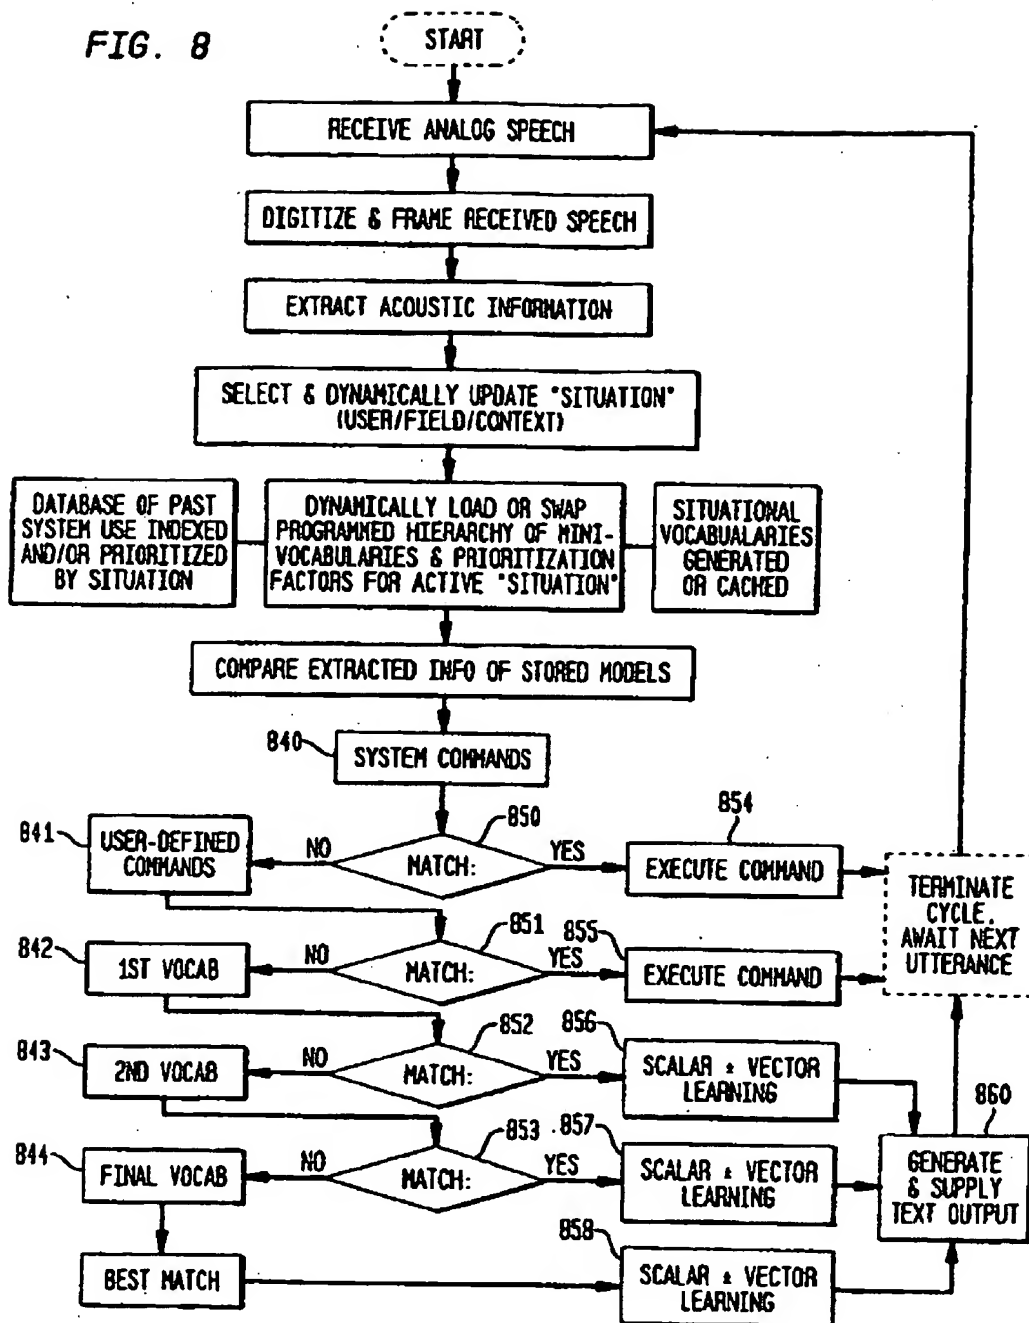 FIG. 8
START
RECEIVE ANALOG SPEECH
DIGITIZE & FRAME RECEIVED SPEECH
EXTRACT ACOUSTIC INFORMATION
SELECT & DYNAMICALLY UPDATE "SITUATION"
(USER/FIELD/CONTEXT)
DATABASE OF PAST
SYSTEM USE INDEXED
AND/OR PRIORITIZED
BY SITUATION
DYNAMICALLY LOAD OR SWAP
PROGRAMMED HIERARCHY OF MINI-
VOCABULARIES & PRIORITIZATION
FACTORS FOR ACTIVE "SITUATION"
SITUATIONAL
VOCABUALARIES
GENERATED
OR CACHED
COMPARE EXTRACTED INFO OF STORED MODELS
840
SYSTEM COMMANDS
841
USER-DEFINED
COMMANDS
NO
850
MATCH:
YES
854
EXECUTE COMMAND
TERMINATE
CYCLE.
AWAIT NEXT
UTTERANCE
842
1ST VOCAB
NO
851
MATCH:
YES
855
EXECUTE COMMAND
843
2ND VOCAB
NO
852
MATCH:
YES
856
SCALAR & VECTOR
LEARNING
844
FINAL VOCAB
NO
853
MATCH:
YES
857
SCALAR & VECTOR
LEARNING
860
GENERATE
& SUPPLY
TEXT OUTPUT
BEST MATCH
858
SCALAR & VECTOR
LEARNING